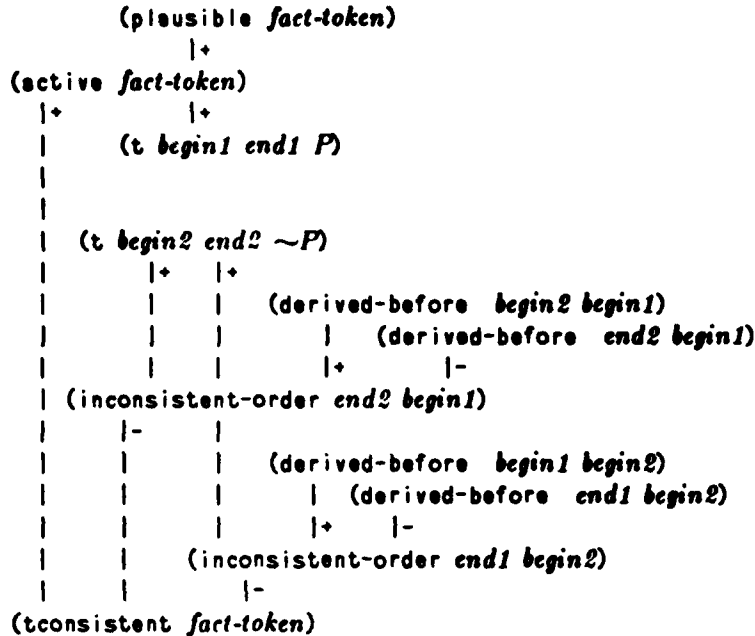 (plausible fact-token)
|+
(active fact-token)
|+ |+
| (t begin1 end1 P)
|
|
| (t begin2 end2 ~P)
| |+ |+
| | | (derived-before begin2 begin1)
| | | | (derived-before end2 begin1)
| | | |+ |-
| (inconsistent-order end2 begin1)
| |- |
| | | (derived-before begin1 begin2)
| | | | (derived-before end1 begin2)
| | | |+ |-
| | (inconsistent-order end1 begin2)
| | |-
(tconsistent fact-token)